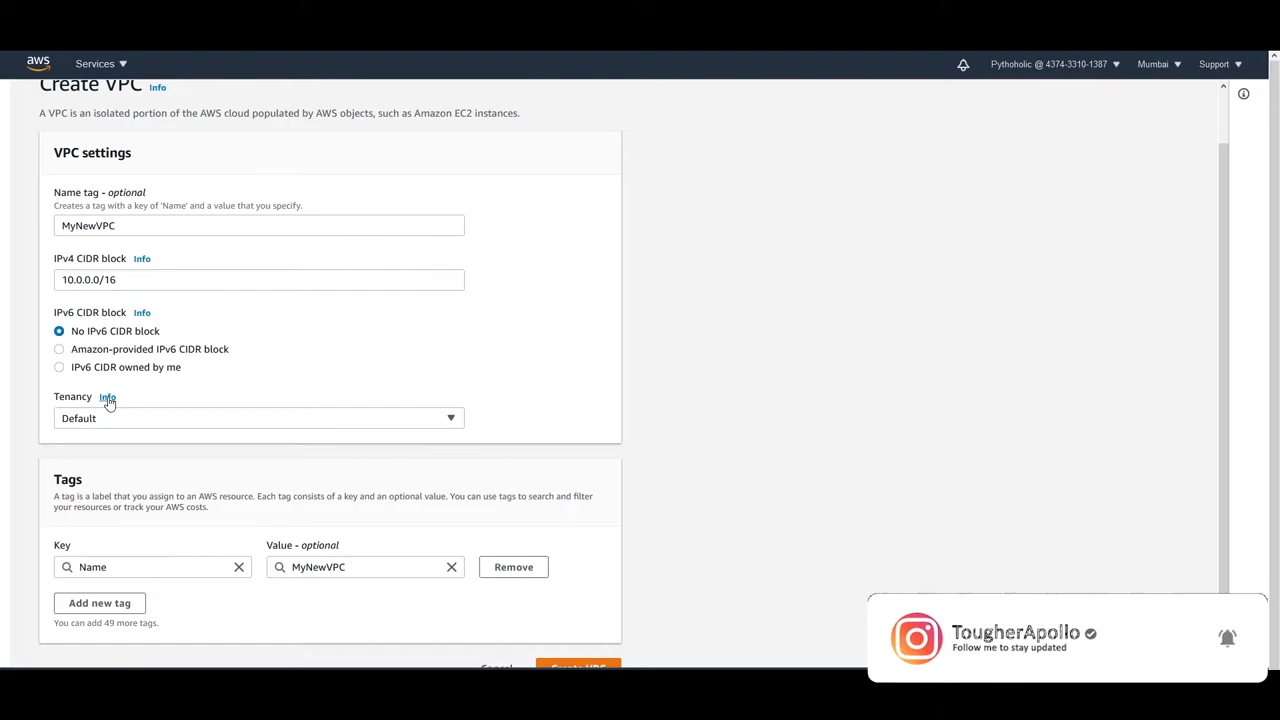 aws
Services
Pythoholic @ 4374-3310-1387
Mumbai
Support
Create VPC Info
A VPC is an isolated portion of the AWS cloud populated by AWS objects, such as Amazon EC2 instances.
VPC settings
Name tag - optional
Creates a tag with a key of 'Name' and a value that you specify.
MyNewVPC
IPv4 CIDR block Info
10.0.0.0/16
IPv6 CIDR block Info
No IPv6 CIDR block
Amazon-provided IPv6 CIDR block
IPv6 CIDR owned by me
Tenancy Info
Default
Tags
A tag is a label that you assign to an AWS resource. Each tag consists of a key and an optional value. You can use tags to search and filter
your resources or track your AWS costs.
Key
Value - optional
Name
MyNewVPC
Remove
Add new tag
You can add 49 more tags.
Cancel
Create VPC
TougherApollo
Follow me to stay updated